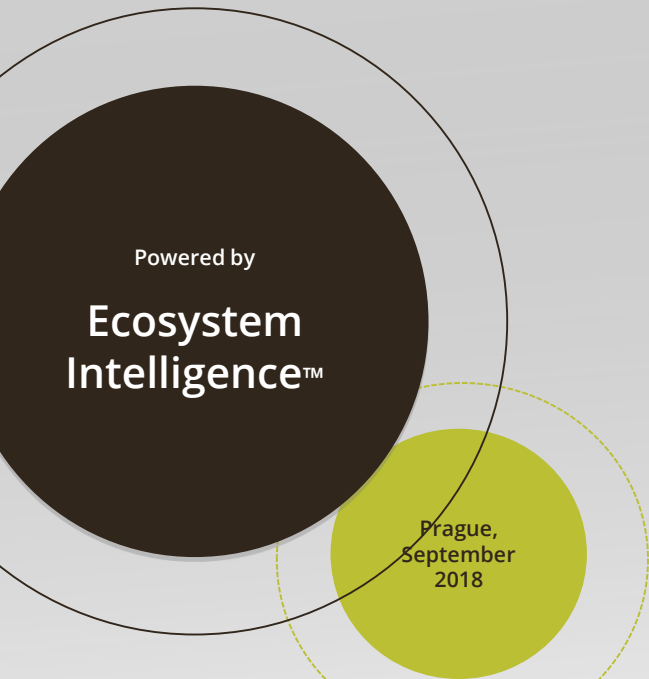 Powered by
Ecosystem
Intelligence™
Prague,
September
2018